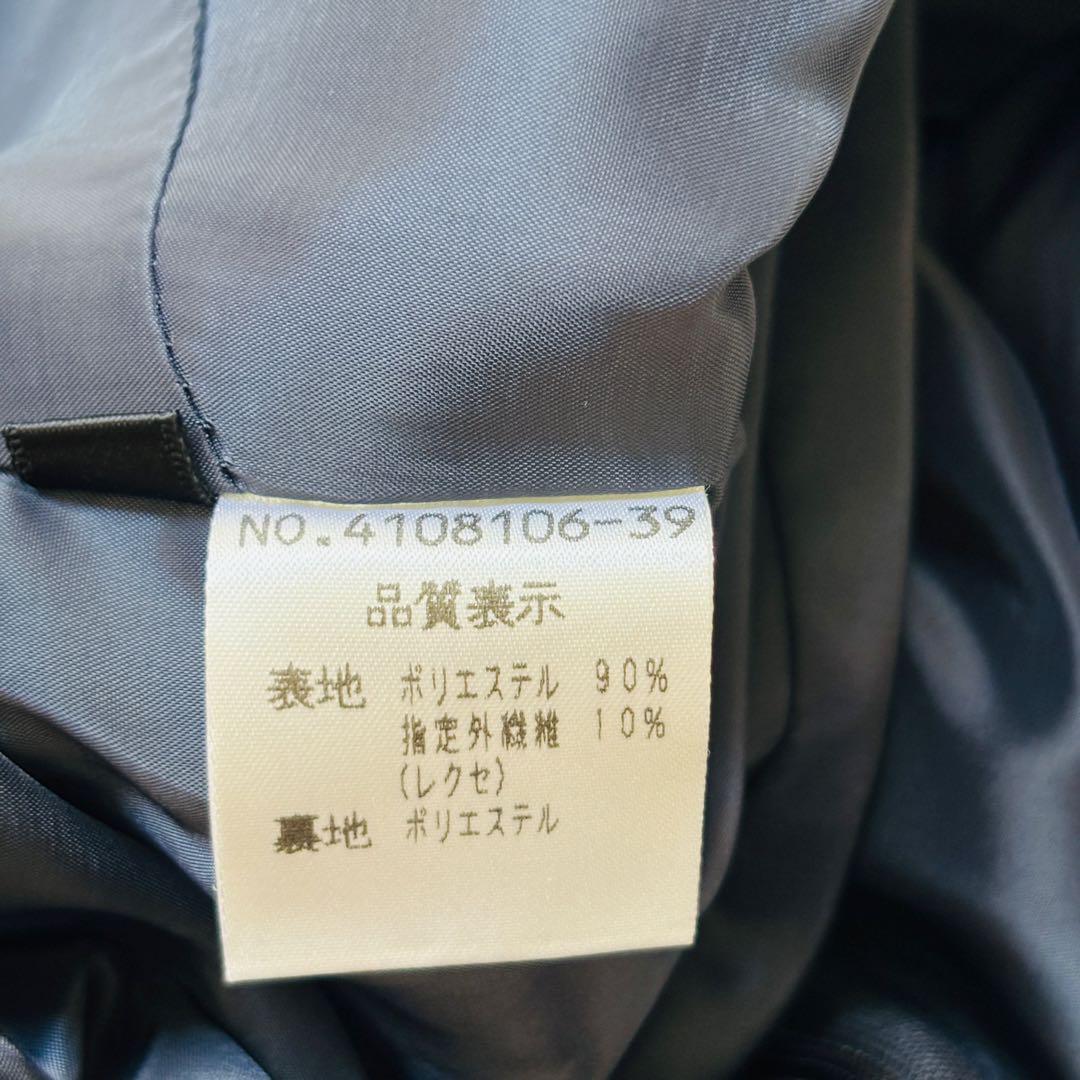 NO.4108106-39
品質表示
表地 ポリエステル 90%
指定外繊維 10%
(レクセ)
裏地 ポリエステル